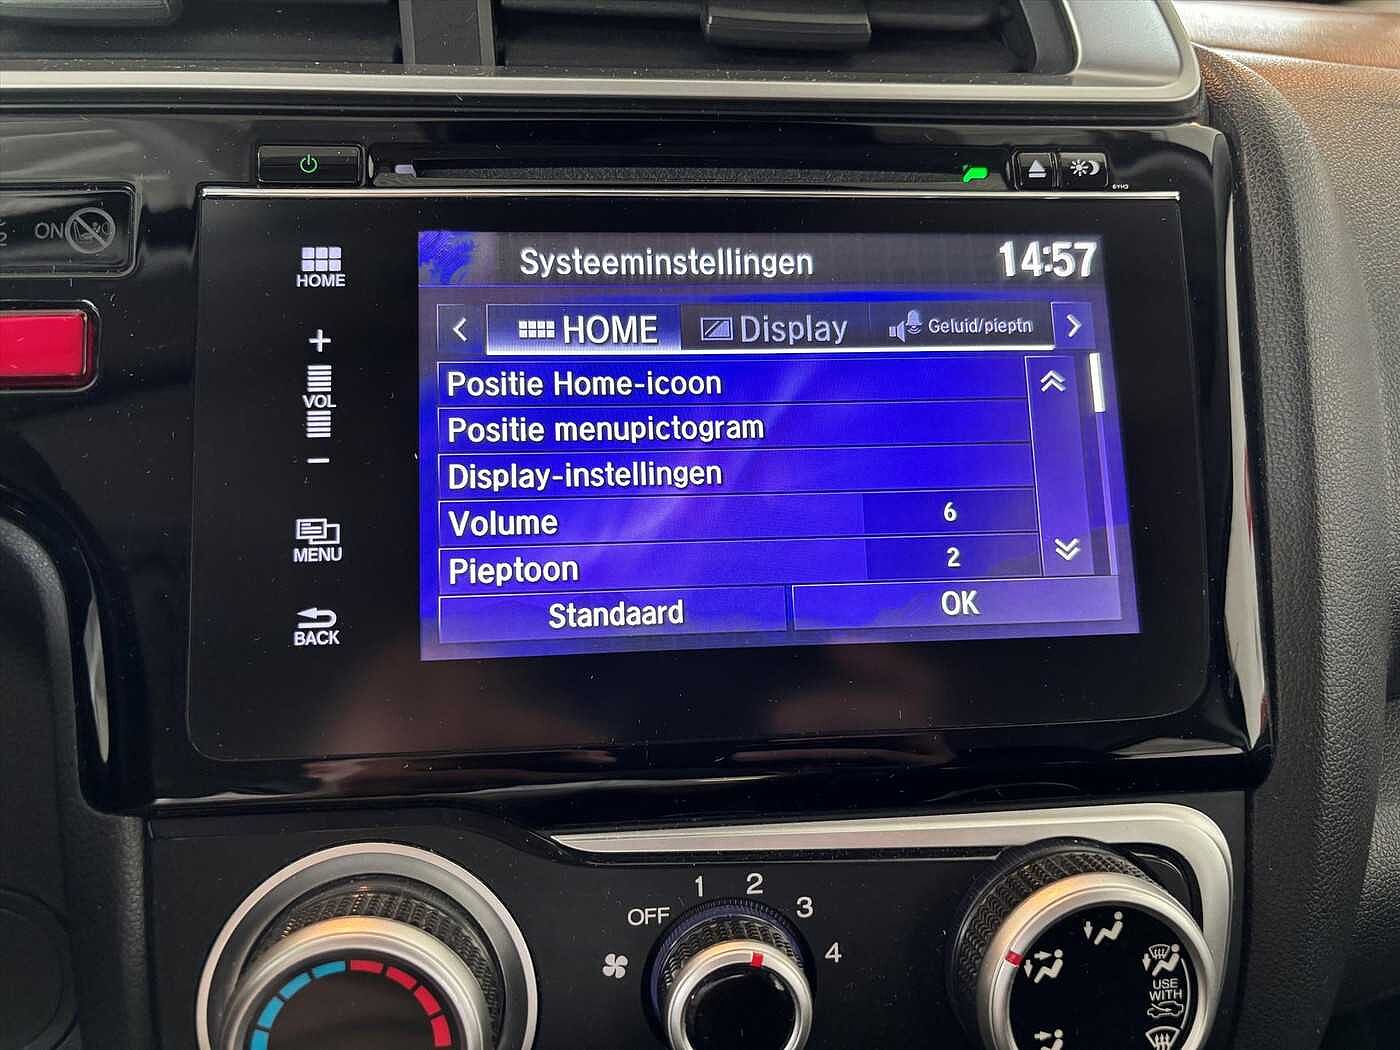 ON
HOME
VOL
MENU
BACK
Systeeminstellingen 14:57
HOME Display Geluid/pieptn
Positie Home-icoon
Positie menupictogram
Display-instellingen
Volume 6
Pieptoon 2
Standaard OK
OFF 1 2 3 4
USE
WITH